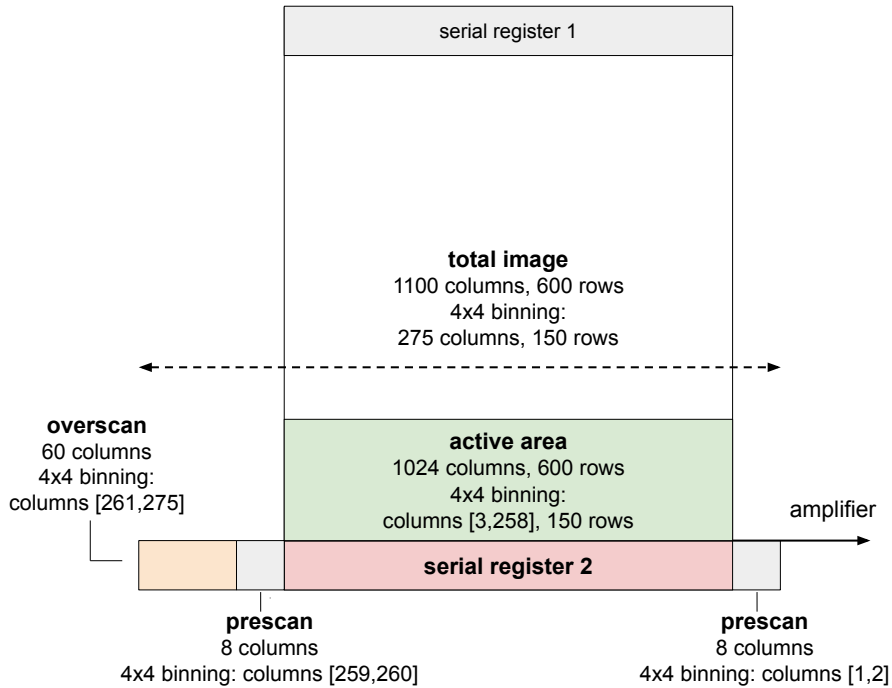 serial register 1
total image
1100 columns, 600 rows
4x4 binning:
275 columns, 150 rows
overscan
60 columns
4x4 binning:
columns [261,275]
active area
1024 columns, 600 rows
4x4 binning:
columns [3,258], 150 rows
amplifier
serial register 2
prescan
8 columns
4x4 binning: columns [259,260]
prescan
8 columns
4x4 binning: columns [1,2]